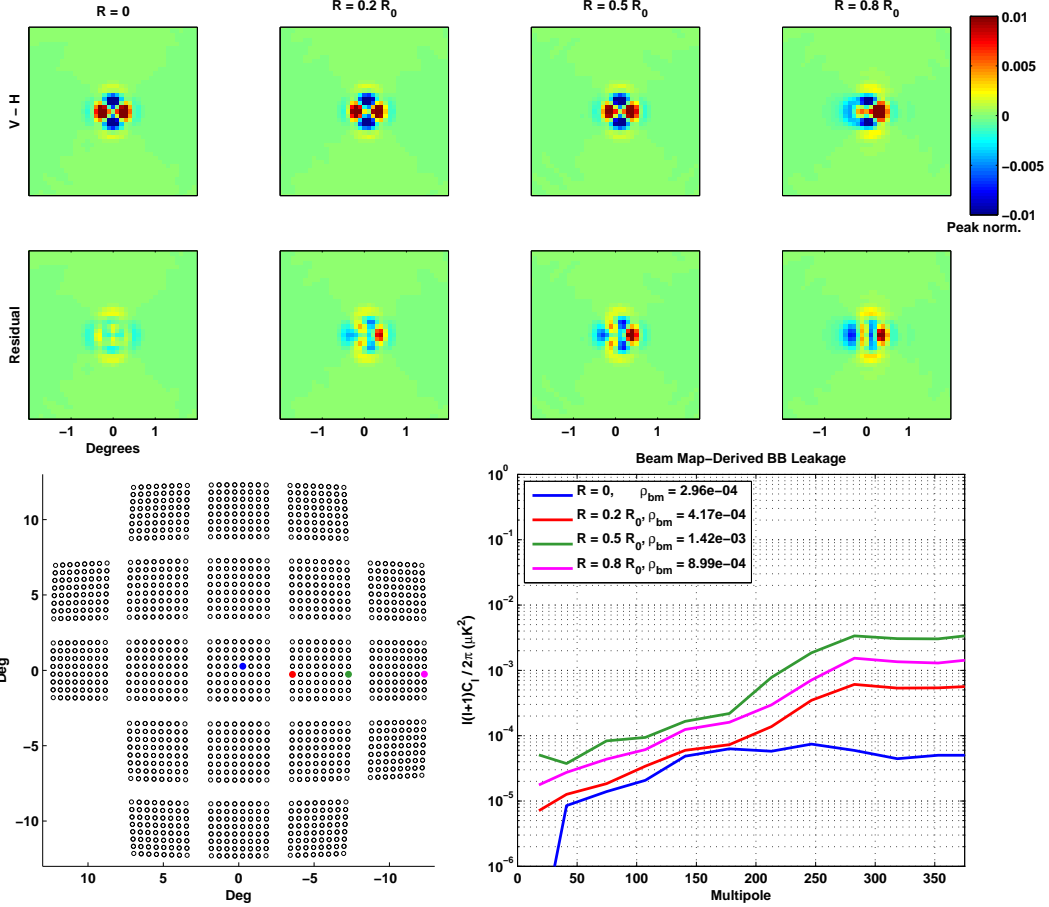 R = 0
R = 0.2 R0
R = 0.5 R0
R = 0.8 R0
V − H
0.01
0.005
0
−0.005
−0.01
Peak norm.
Residual
−1 0 1
−1 0 1
−1 0 1
−1 0 1
Degrees
10
5
0
−5
−10
Deg
10 5 0 −5 −10
Deg
Beam Map−Derived BB Leakage
R = 0, ρbm = 2.96e−04
R = 0.2 R0, ρbm = 4.17e−04
R = 0.5 R0, ρbm = 1.42e−03
R = 0.8 R0, ρbm = 8.99e−04
10^0
10^−1
10^−2
10^−3
10^−4
10^−5
10^−6
l(l+1)Cl / 2π (μK^2)
0 50 100 150 200 250 300 350
Multipole